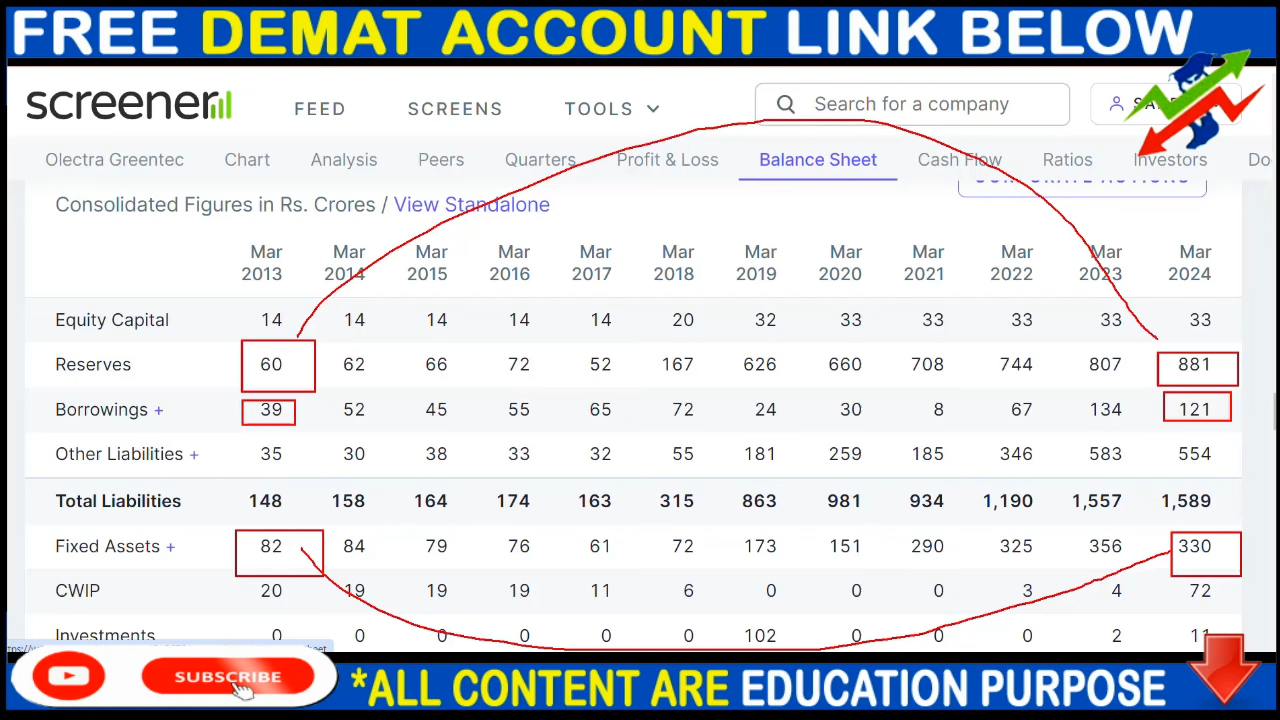 FREE DEMAT ACCOUNT LINK BELOW
screener FEED SCREENS TOOLS Search for a company
Olectra Greentec Chart Analysis Peers Quarters Profit & Loss Balance Sheet Cash Flow Ratios Investors Do
CORPORATE ACTIONS
Consolidated Figures in Rs. Crores / View Standalone
Mar 2013 Mar 2014 Mar 2015 Mar 2016 Mar 2017 Mar 2018 Mar 2019 Mar 2020 Mar 2021 Mar 2022 Mar 2023 Mar 2024
Equity Capital 14 14 14 14 14 20 32 33 33 33 33 33
Reserves 60 62 66 72 52 167 626 660 708 744 807 881
Borrowings + 39 52 45 55 65 72 24 30 8 67 134 121
Other Liabilities + 35 30 38 33 32 55 181 259 185 346 583 554
Total Liabilities 148 158 164 174 163 315 863 981 934 1,190 1,557 1,589
Fixed Assets + 82 84 79 76 61 72 173 151 290 325 356 330
CWIP 20 19 19 19 11 6 0 0 0 3 4 72
Investments 0 0 0 0 0 0 102 0 0 0 2 11
SUBSCRIBE
*ALL CONTENT ARE EDUCATION PURPOSE